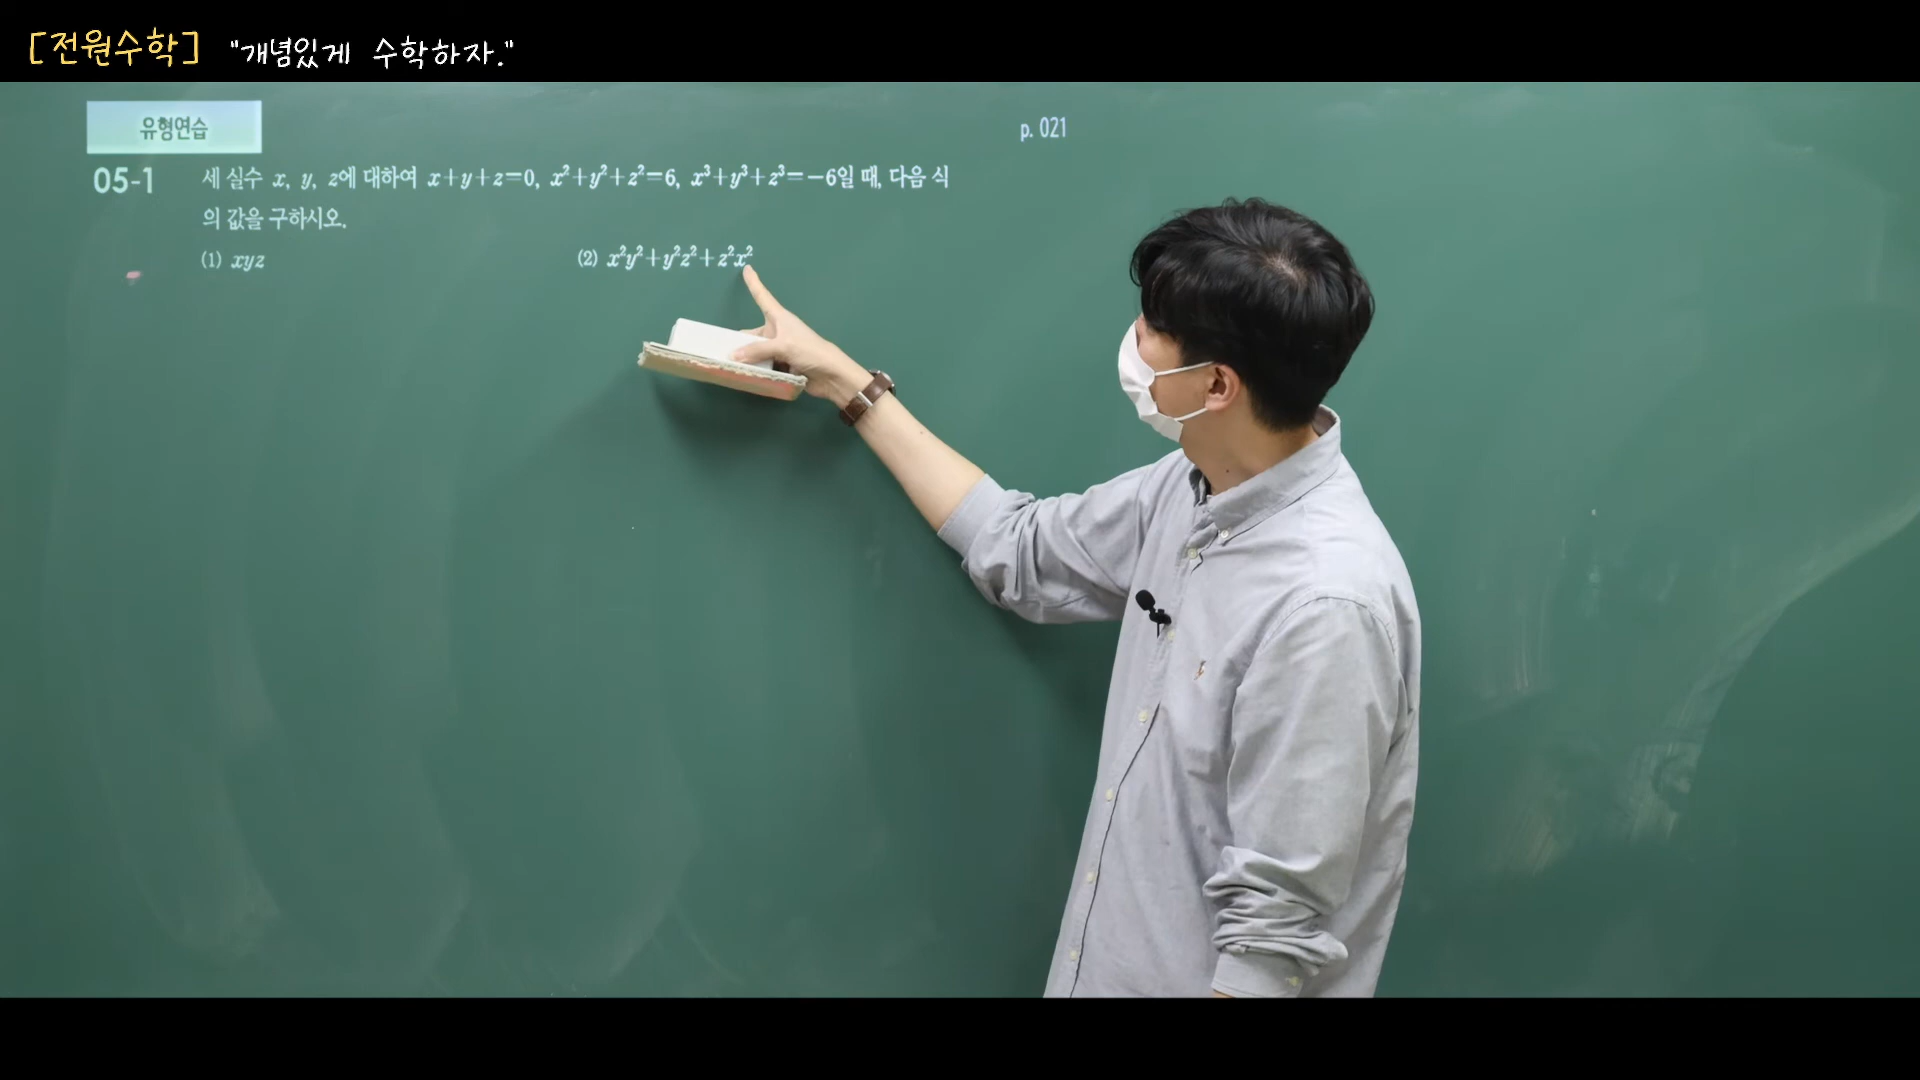 [전원수학] "개념있게 수학하자."
유형연습
p. 021
05-1 세 실수 x, y, z에 대하여 x+y+z=0, x²+y²+z²=6, x³+y³+z³=-6일 때, 다음 식
의 값을 구하시오.
(1) xyz (2) x²y²+y²z²+z²x²